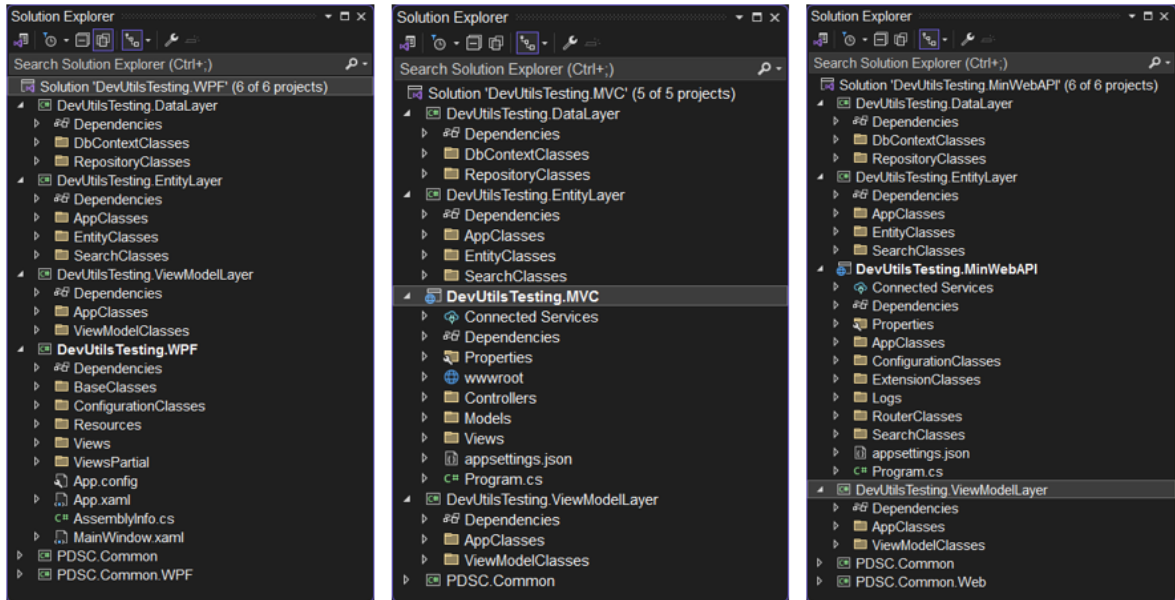 Solution Explorer
Search Solution Explorer (Ctrl+;)
Solution 'DevUtilsTesting.WPF' (6 of 6 projects)
DevUtilsTesting.DataLayer
Dependencies
DbContextClasses
RepositoryClasses
DevUtilsTesting.EntityLayer
Dependencies
AppClasses
EntityClasses
SearchClasses
DevUtilsTesting.ViewModelLayer
Dependencies
AppClasses
ViewModelClasses
DevUtilsTesting.WPF
Dependencies
BaseClasses
ConfigurationClasses
Resources
Views
ViewsPartial
App.config
App.xaml
C# AssemblyInfo.cs
MainWindow.xaml
PDSC.Common
PDSC.Common.WPF
Solution Explorer
Search Solution Explorer (Ctrl+;)
Solution 'DevUtilsTesting.MVC' (5 of 5 projects)
DevUtilsTesting.DataLayer
Dependencies
DbContextClasses
RepositoryClasses
DevUtilsTesting.EntityLayer
Dependencies
AppClasses
EntityClasses
SearchClasses
DevUtilsTesting.MVC
Connected Services
Dependencies
Properties
wwwroot
Controllers
Models
Views
appsettings.json
C# Program.cs
DevUtilsTesting.ViewModelLayer
Dependencies
AppClasses
ViewModelClasses
PDSC.Common
Solution Explorer
Search Solution Explorer (Ctrl+;)
Solution 'DevUtilsTesting.MinWebAPI' (6 of 6 projects)
DevUtilsTesting.DataLayer
Dependencies
DbContextClasses
RepositoryClasses
DevUtilsTesting.EntityLayer
Dependencies
AppClasses
EntityClasses
SearchClasses
DevUtilsTesting.MinWebAPI
Connected Services
Dependencies
Properties
AppClasses
ConfigurationClasses
ExtensionClasses
Logs
RouterClasses
SearchClasses
appsettings.json
C# Program.cs
DevUtilsTesting.ViewModelLayer
Dependencies
AppClasses
ViewModelClasses
PDSC.Common
PDSC.Common.Web